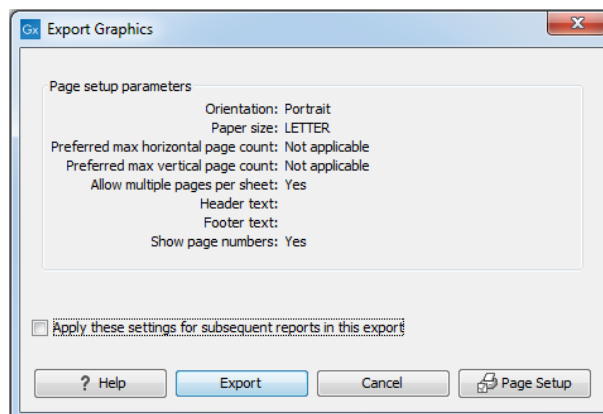 Gx Export Graphics
Page setup parameters
Orientation: Portrait
Paper size: LETTER
Preferred max horizontal page count: Not applicable
Preferred max vertical page count: Not applicable
Allow multiple pages per sheet: Yes
Header text:
Footer text:
Show page numbers: Yes
Apply these settings for subsequent reports in this export
? Help Export Cancel Page Setup